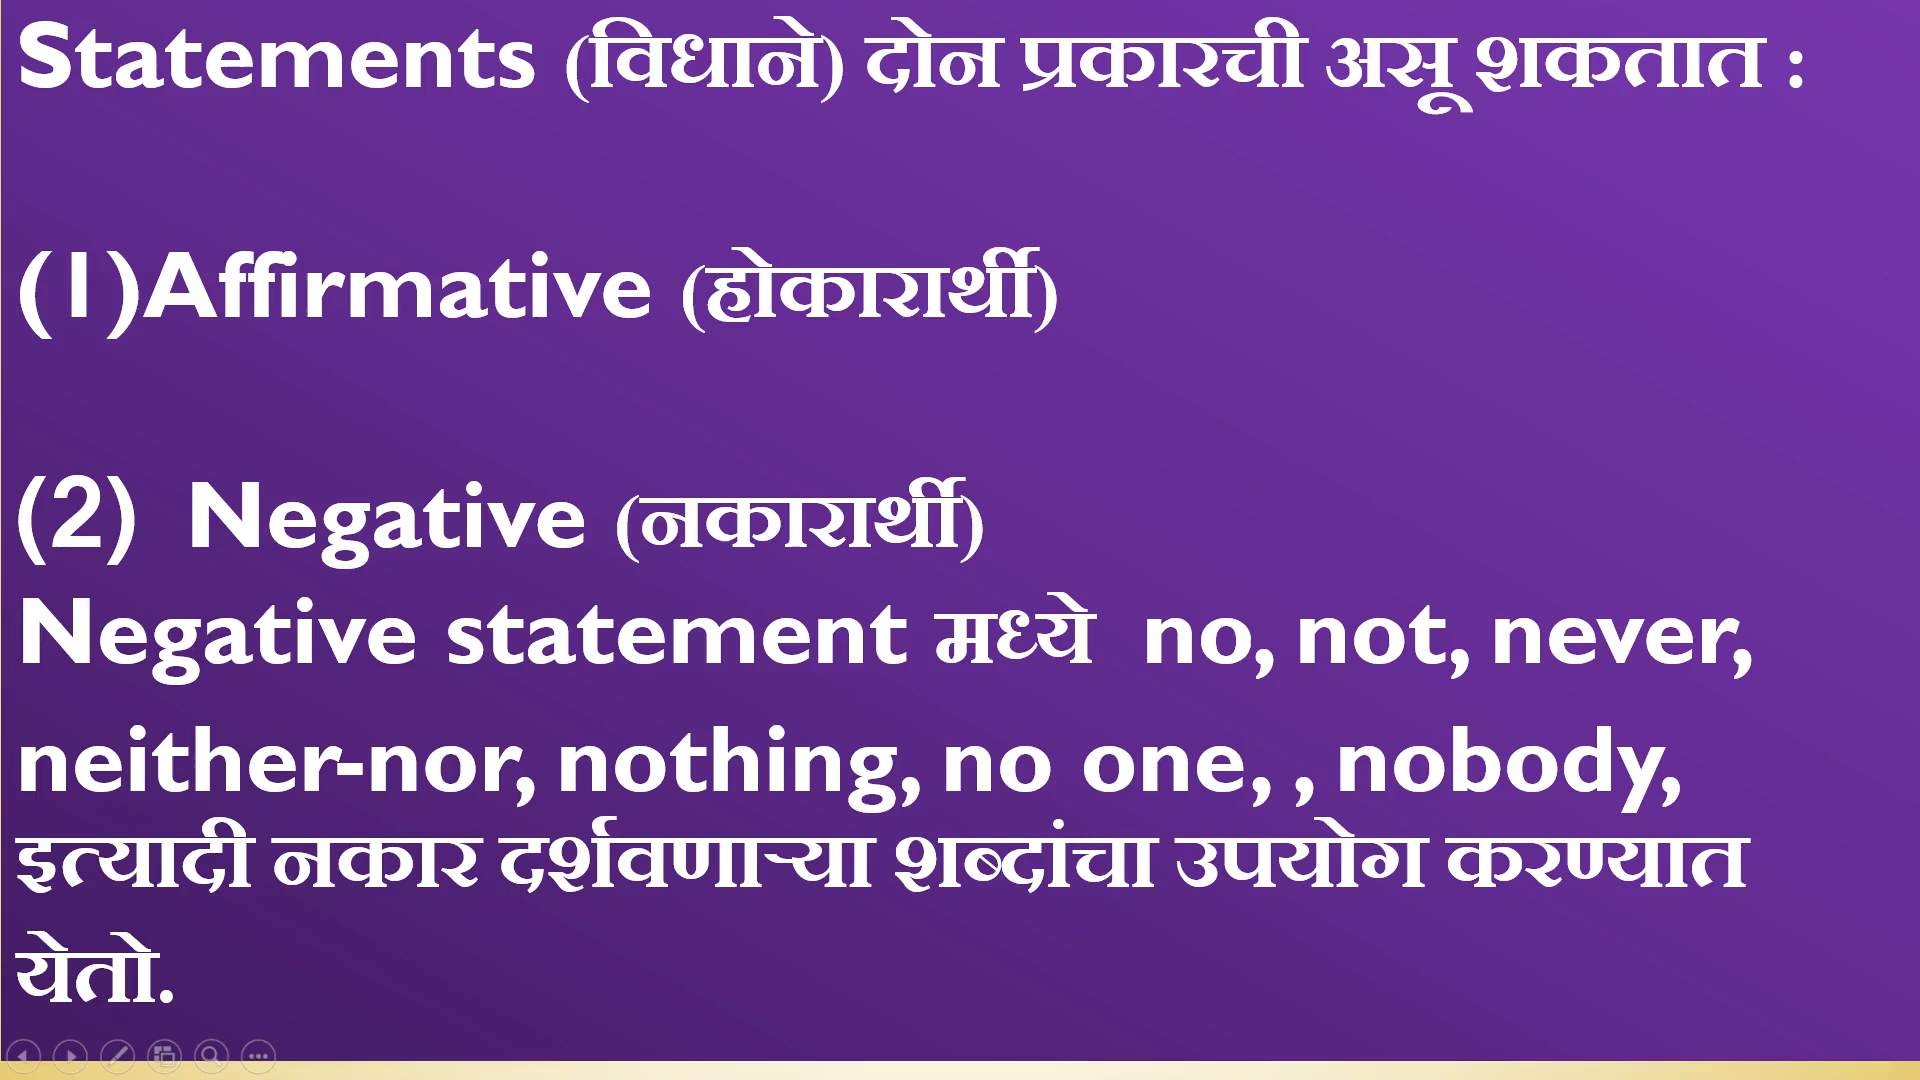 Statements (विधाने) दोन प्रकारची असू शकतात :
(1)Affirmative (होकारार्थी)
(2) Negative (नकारार्थी)
Negative statement मध्ये no, not, never,
neither-nor, nothing, no one, , nobody,
इत्यादी नकार दर्शवणाऱ्या शब्दांचा उपयोग करण्यात
येतो.